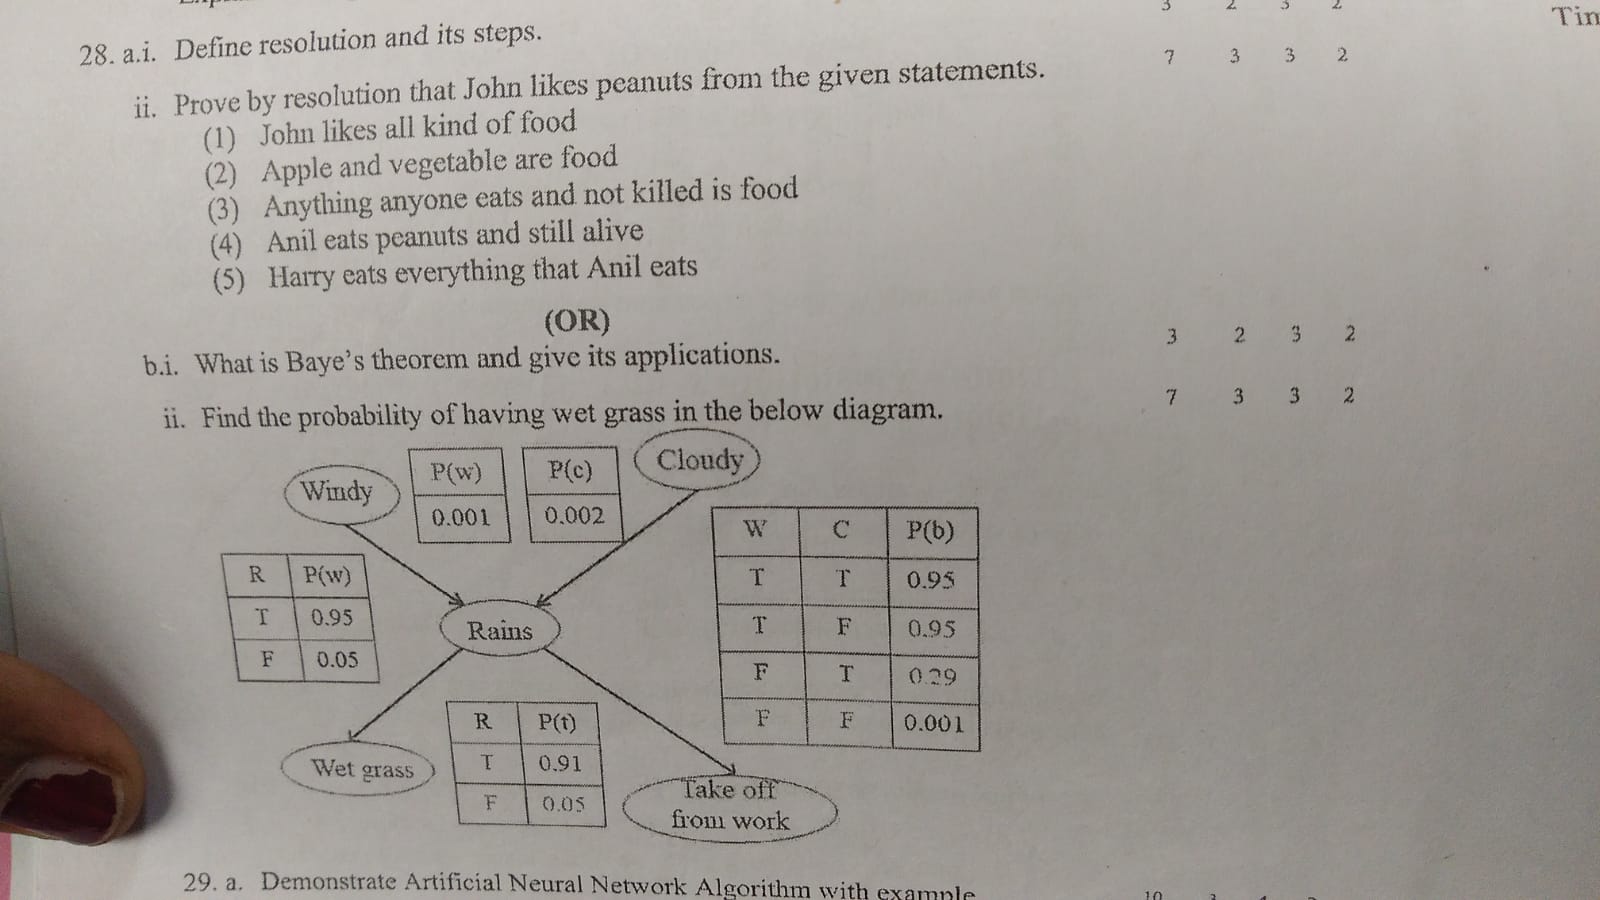 3 2 3 2
Tin
28. a.i. Define resolution and its steps.
7 3 3 2
ii. Prove by resolution that John likes peanuts from the given statements.
(1) John likes all kind of food
(2) Apple and vegetable are food
(3) Anything anyone eats and not killed is food
(4) Anil eats peanuts and still alive
(5) Harry eats everything that Anil eats
(OR)
b.i. What is Baye's theorem and give its applications.
3 2 3 2
ii. Find the probability of having wet grass in the below diagram.
7 3 3 2
Windy
P(w)
0.001
P(c)
0.002
Cloudy
W C P(b)
T T 0.95
T F 0.95
F T 0.29
F F 0.001
R P(w)
T 0.95
F 0.05
Rains
Wet grass
R P(t)
T 0.91
F 0.05
Take off
from work
29. a. Demonstrate Artificial Neural Network Algorithm with example
10